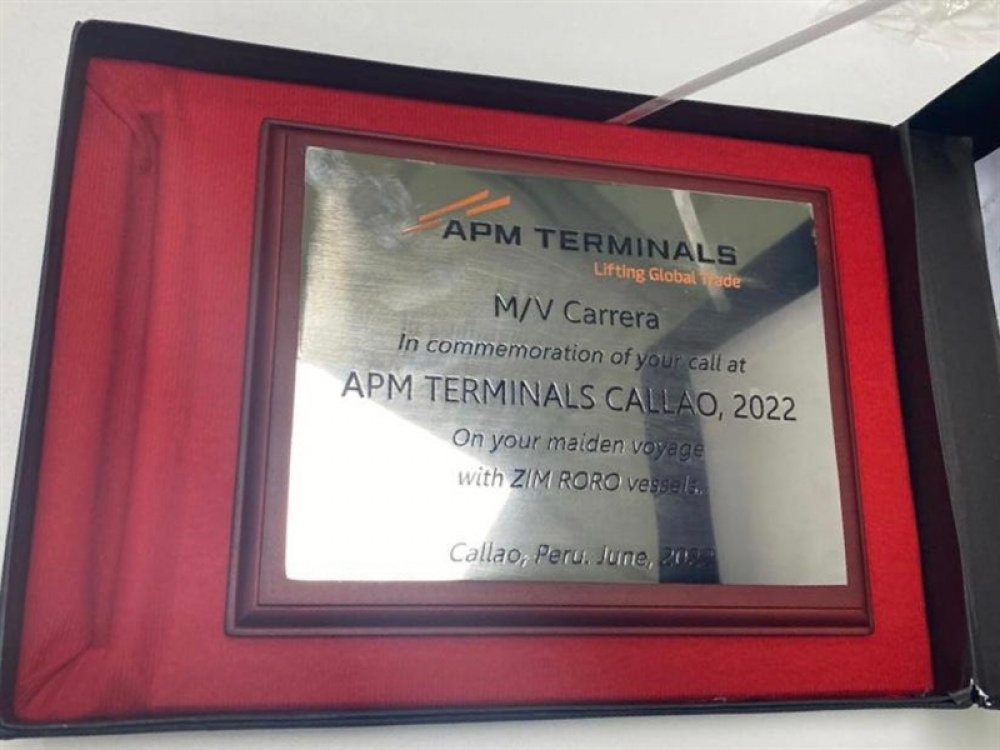 APM TERMINALS
Lifting Global Trade
M/V Carrera
In commemoration of your call at
APM TERMINALS CALLAO, 2022
On your maiden voyage
with ZIM RORO vessels.
Callao, Peru. June, 2022